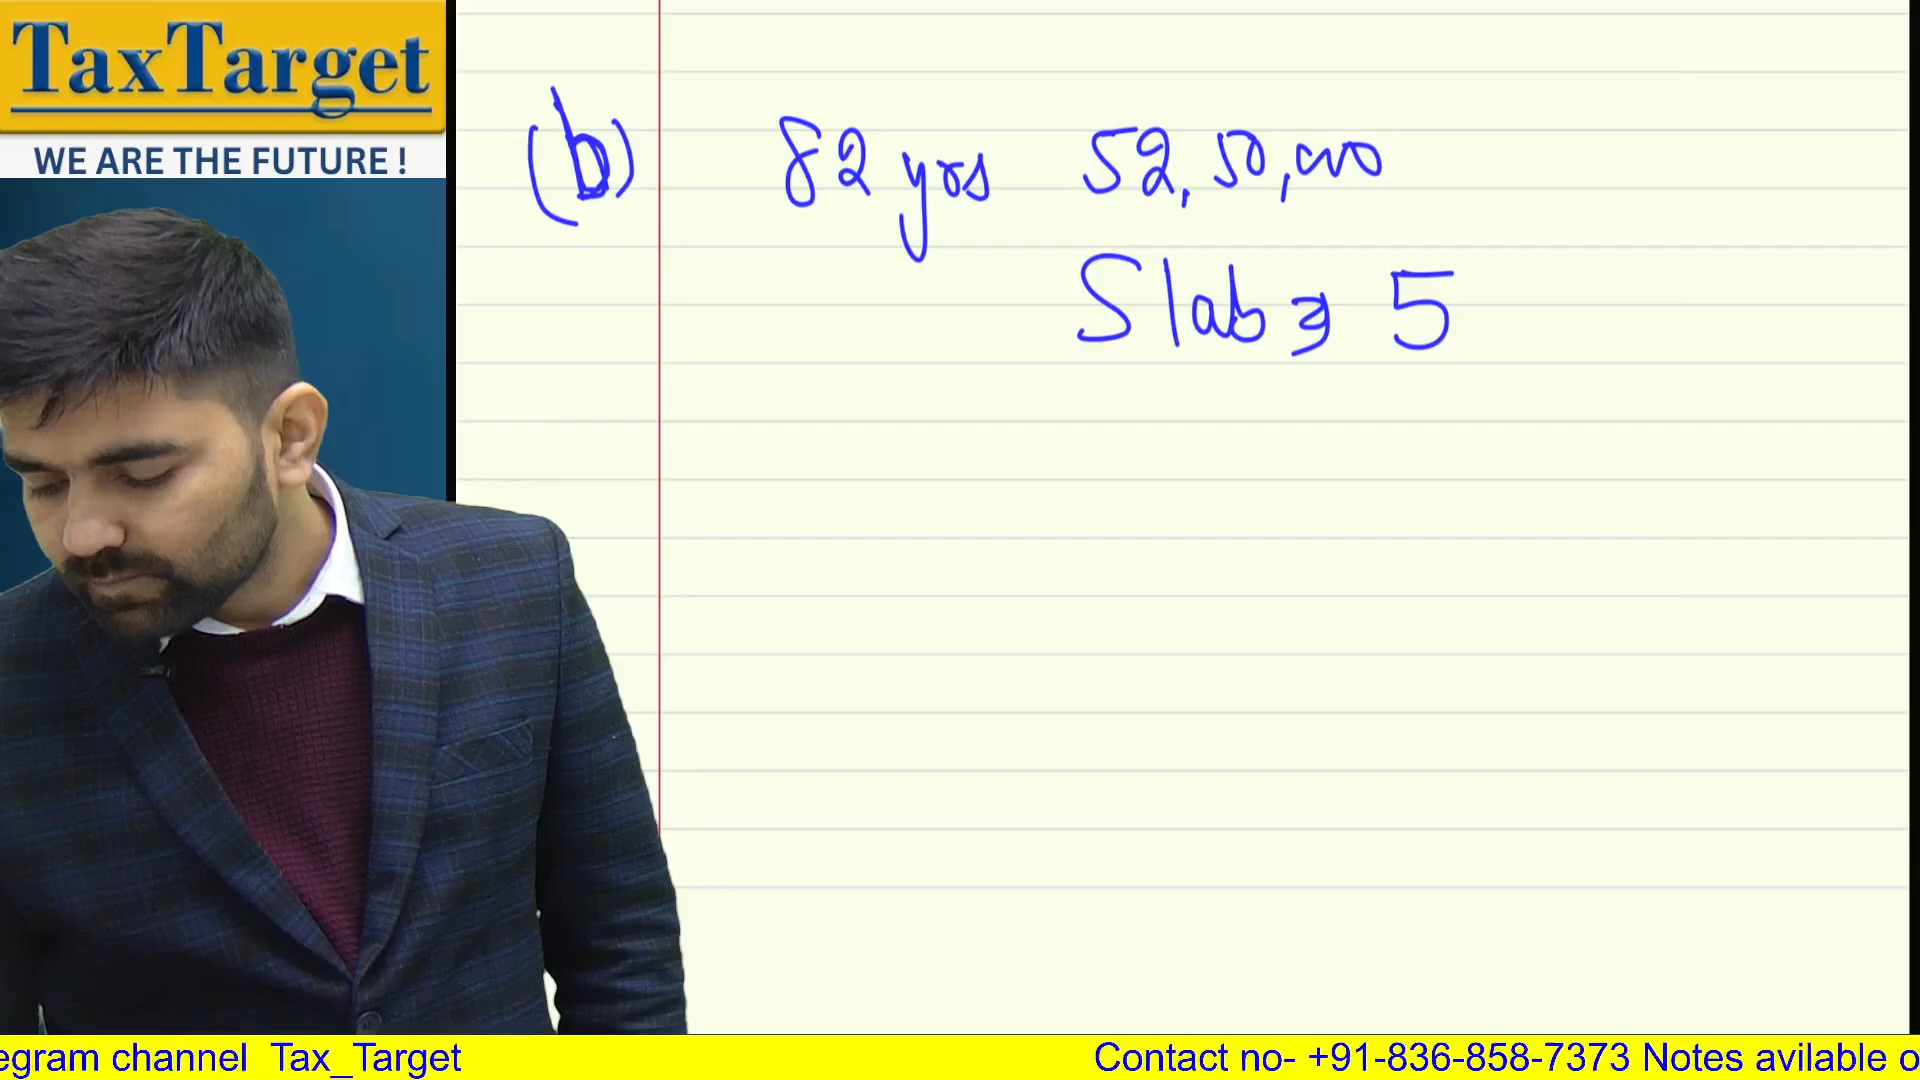 TaxTarget
WE ARE THE FUTURE !
(b) 82 yrs 52,50,000
Slab 5
egram channel Tax_Target
Contact no- +91-836-858-7373 Notes avilable o